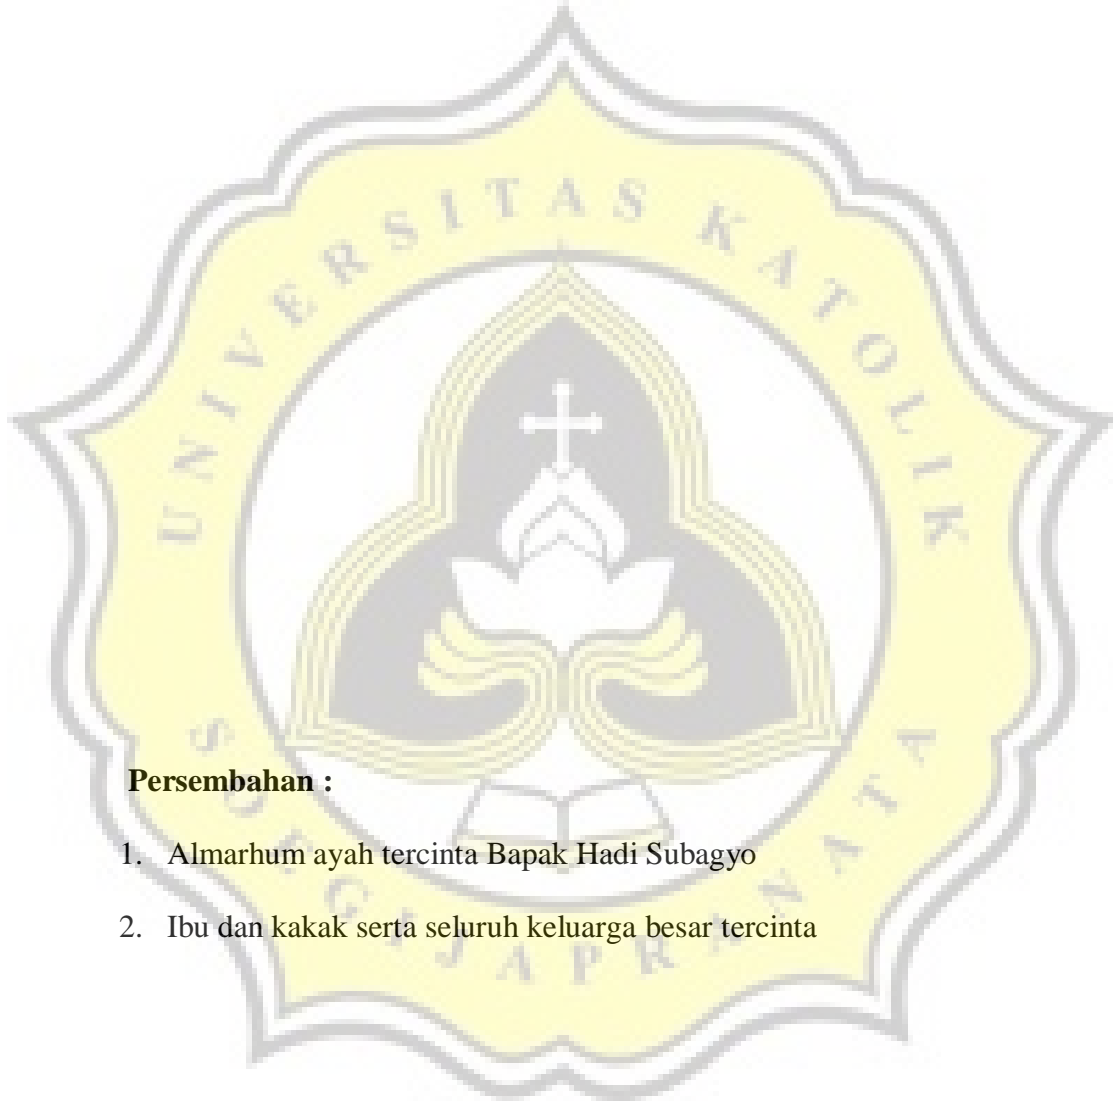 UNIVERSITAS KATOLIK
SOEGIJAPRANATA
Persembahan :
1. Almarhum ayah tercinta Bapak Hadi Subagyo
2. Ibu dan kakak serta seluruh keluarga besar tercinta